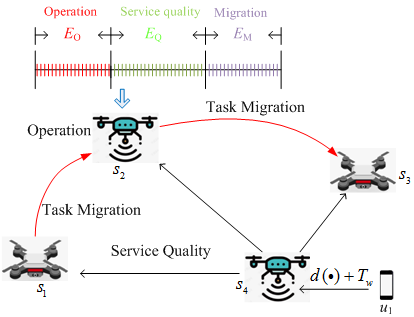 Operation Service quality Migration
E_O E_Q E_M
Operation
Task Migration
s_2
s_3
Task Migration
Service Quality
s_1
s_4
d(•)+T_w
u_1